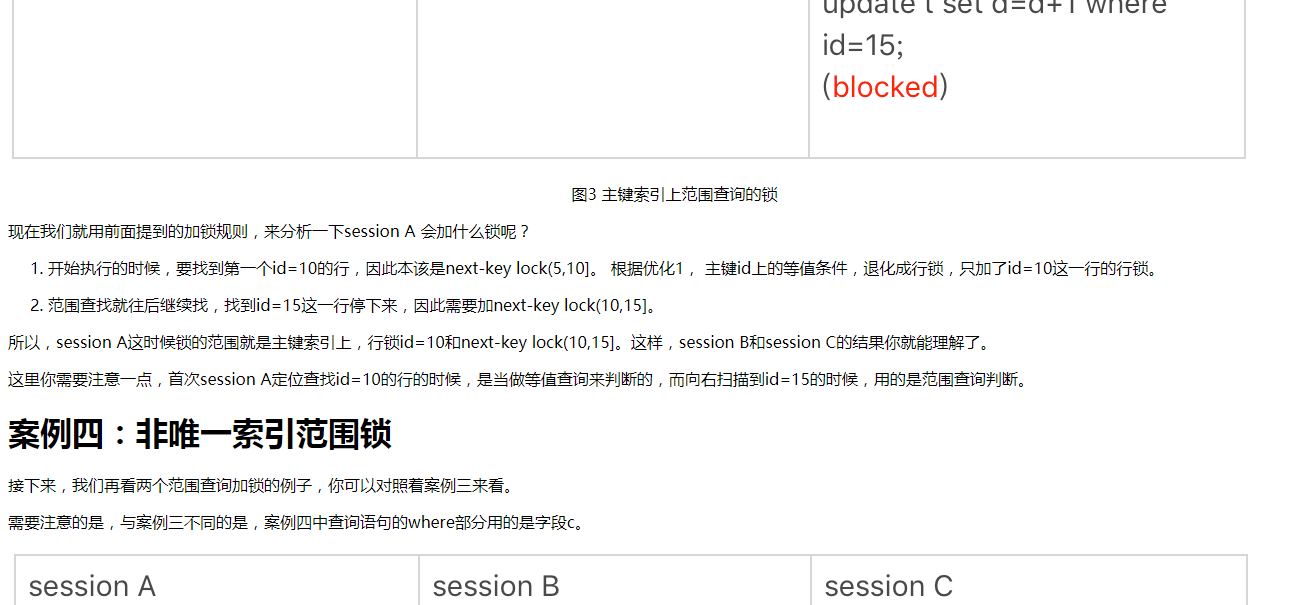 update t set d=d+1 where
id=15;
(blocked)
图3 主键索引上范围查询的锁
现在我们就用前面提到的加锁规则，来分析一下session A 会加什么锁呢？
1. 开始执行的时候，要找到第一个id=10的行，因此本该是next-key lock(5,10]。 根据优化1， 主键id上的等值条件，退化成行锁，只加了id=10这一行的行锁。
2. 范围查找就往后继续找，找到id=15这一行停下来，因此需要加next-key lock(10,15]。
所以，session A这时候锁的范围就是主键索引上，行锁id=10和next-key lock(10,15]。这样，session B和session C的结果你就能理解了。
这里你需要注意一点，首次session A定位查找id=10的行的时候，是当做等值查询来判断的，而向右扫描到id=15的时候，用的是范围查询判断。
案例四：非唯一索引范围锁
接下来，我们再看两个范围查询加锁的例子，你可以对照着案例三来看。
需要注意的是，与案例三不同的是，案例四中查询语句的where部分用的是字段c。
session A
session B
session C